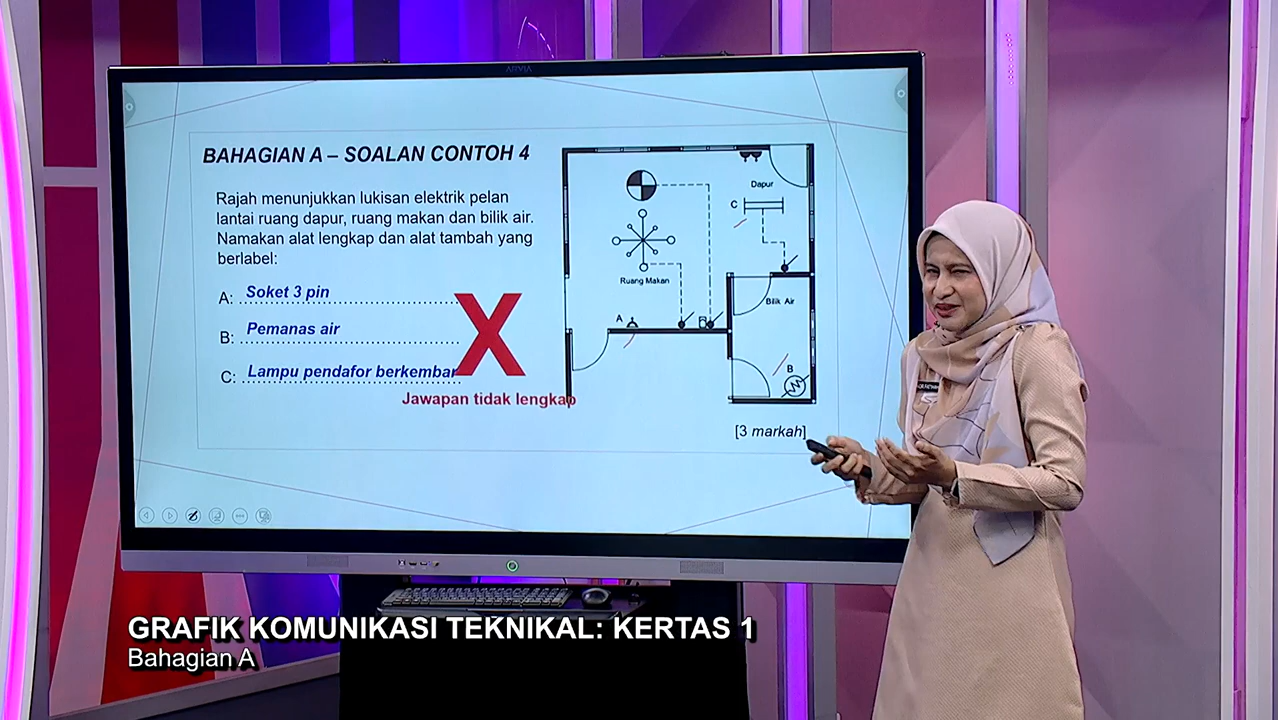 ARVIA
BAHAGIAN A – SOALAN CONTOH 4
Rajah menunjukkan lukisan elektrik pelan
lantai ruang dapur, ruang makan dan bilik air.
Namakan alat lengkap dan alat tambah yang
berlabel:
A: Soket 3 pin
B: Pemanas air
C: Lampu pendafor berkembar
X
Jawapan tidak lengkap
Dapur
C
Ruang Makan
Bilik Air
A
B
[3 markah]
GRAFIK KOMUNIKASI TEKNIKAL: KERTAS 1
Bahagian A